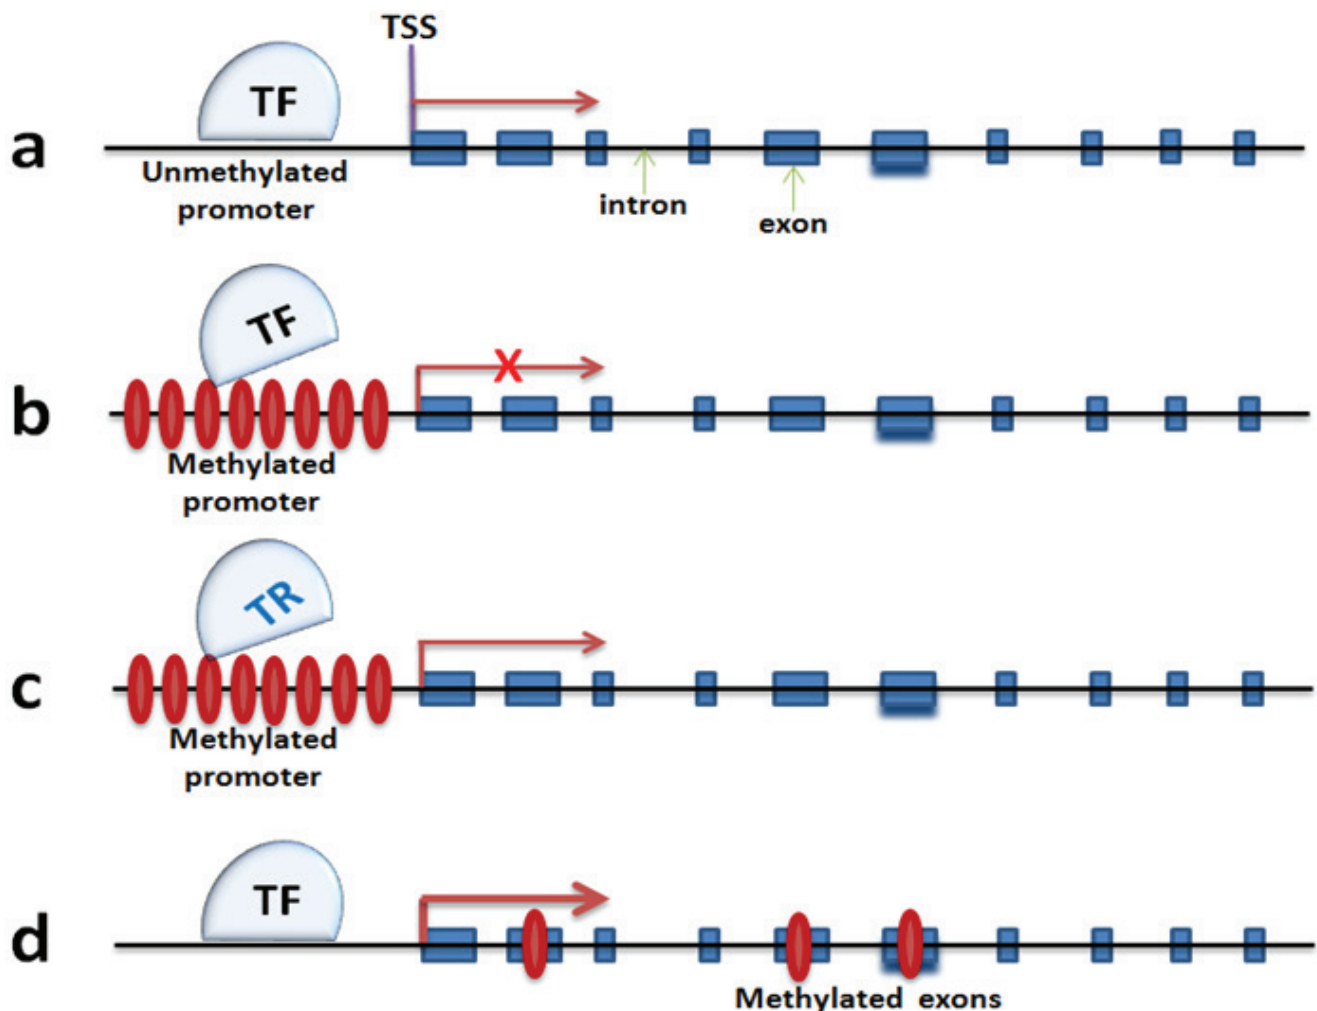 TSS
TF
a
Unmethylated
promoter
intron
exon
TF
X
b
Methylated
promoter
TR
c
Methylated
promoter
TF
d
Methylated exons